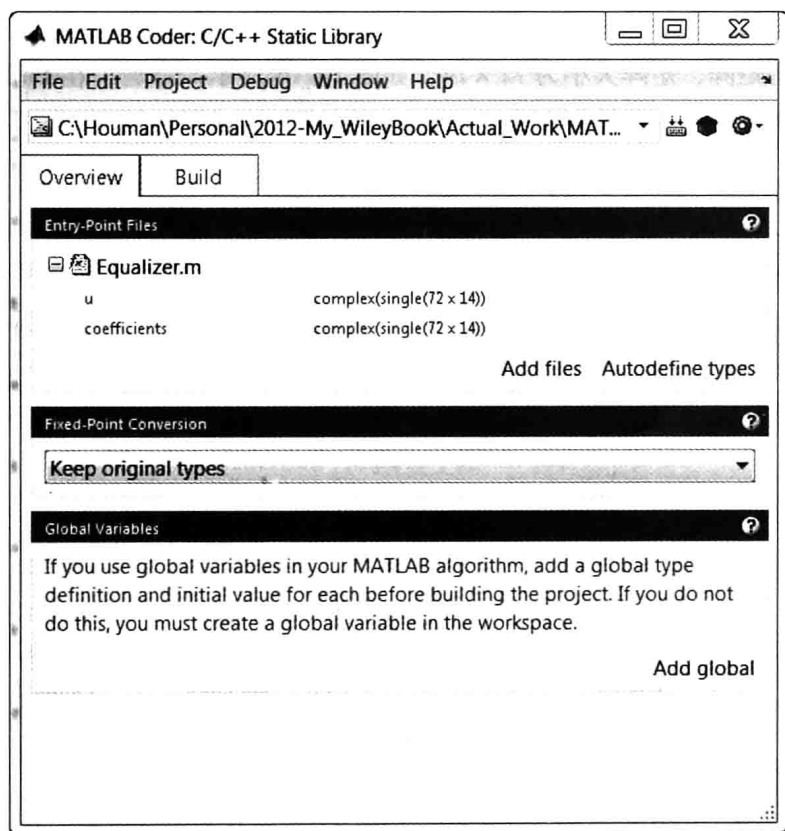 MATLAB Coder: C/C++ Static Library
File Edit Project Debug Window Help
C:\Houman\Personal\2012-My_WileyBook\Actual_Work\MAT...
Overview Build
Entry-Point Files
Equalizer.m
u complex(single(72 x 14))
coefficients complex(single(72 x 14))
Add files Autodefine types
Fixed-Point Conversion
Keep original types
Global Variables
If you use global variables in your MATLAB algorithm, add a global type
definition and initial value for each before building the project. If you do not
do this, you must create a global variable in the workspace.
Add global